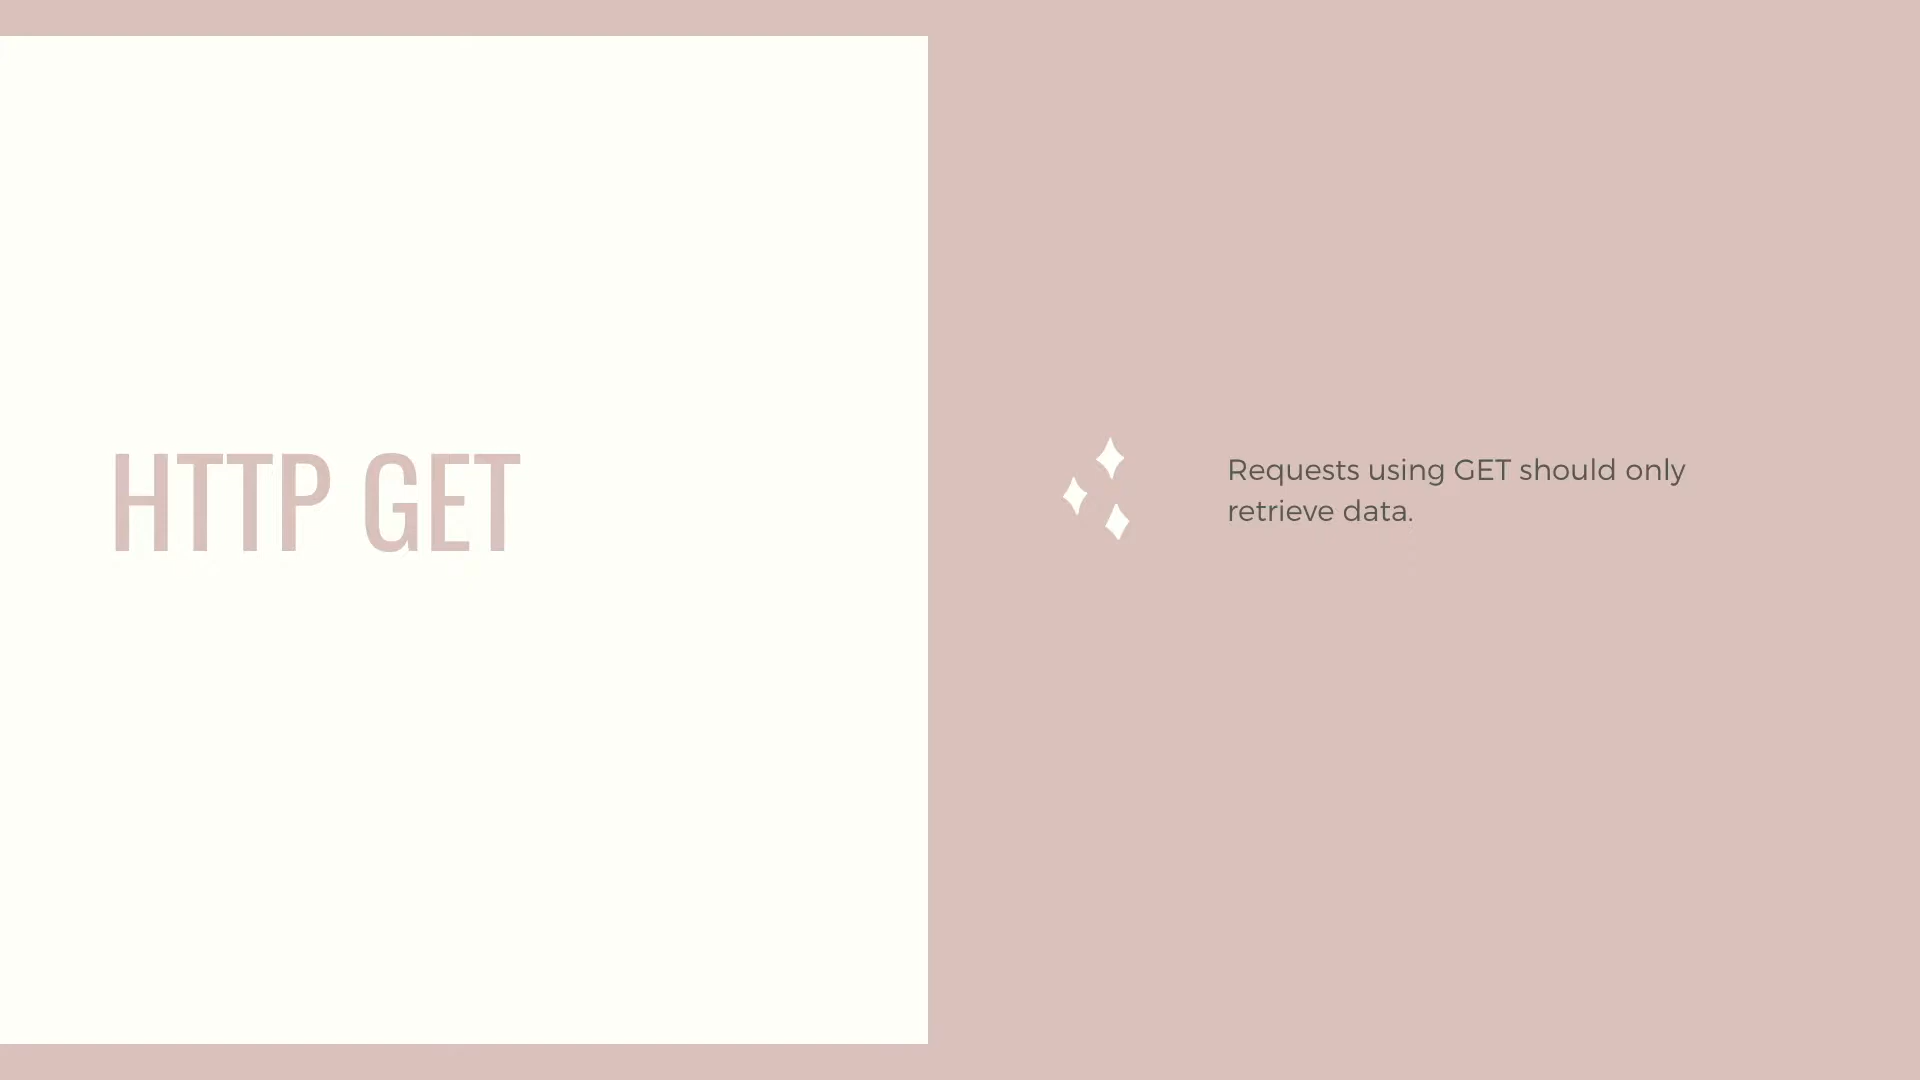 HTTP GET
Requests using GET should only
retrieve data.